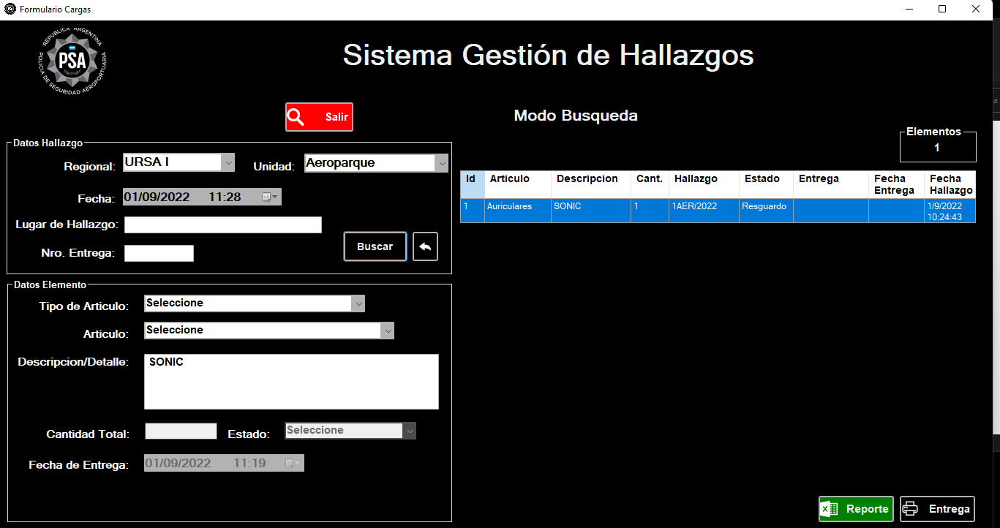 Formulario Cargas
REPUBLICA ARGENTINA
PSA
POLICIA DE SEGURIDAD AEROPORTUARIA
Sistema Gestión de Hallazgos
Salir
Modo Busqueda
Elementos
1
Datos Hallazgo
Regional: URSA I Unidad: Aeroparque
Fecha: 01/09/2022 11:28
Lugar de Hallazgo:
Nro. Entrega:
Buscar
Id Articulo Descripcion Cant. Hallazgo Estado Entrega Fecha Entrega Fecha Hallazgo
1 Auriculares SONIC 1 1AER/2022 Resguardo 1/9/2022 10:24:43
Datos Elemento
Tipo de Articulo: Seleccione
Articulo: Seleccione
Descripcion/Detalle: SONIC
Cantidad Total: Estado: Seleccione
Fecha de Entrega: 01/09/2022 11:19
Reporte
Entrega